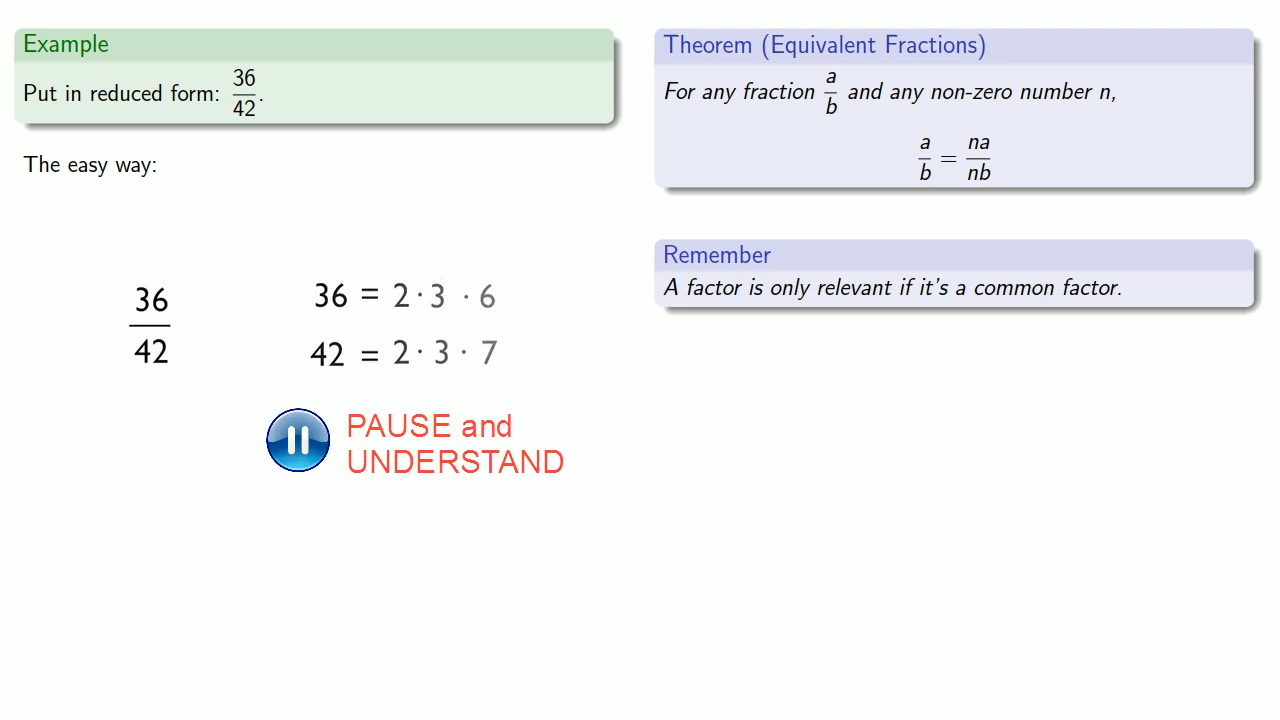 Example
Put in reduced form: 36/42.
The easy way:
36/42
36 = 2 · 3 · 6
42 = 2 · 3 · 7
PAUSE and
UNDERSTAND
Theorem (Equivalent Fractions)
For any fraction a/b and any non-zero number n,
a/b = na/nb
Remember
A factor is only relevant if it's a common factor.